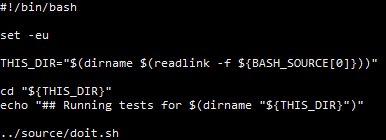 #!/bin/bash
set -eu
THIS_DIR="$(dirname $(readlink -f ${BASH_SOURCE[0]}))"
cd "${THIS_DIR}"
echo "## Running tests for $(dirname "${THIS_DIR}")"
../source/doit.sh